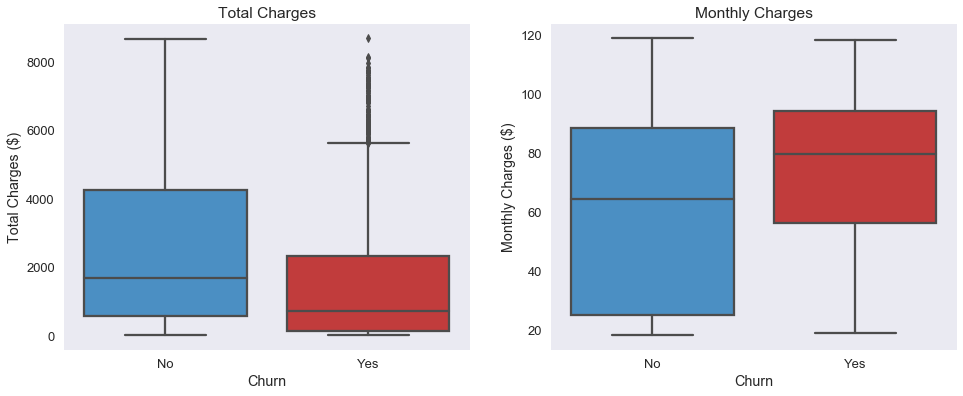 Total Charges
Total Charges ($)
8000
6000
4000
2000
0
No
Yes
Churn
Monthly Charges
Monthly Charges ($)
120
100
80
60
40
20
No
Yes
Churn